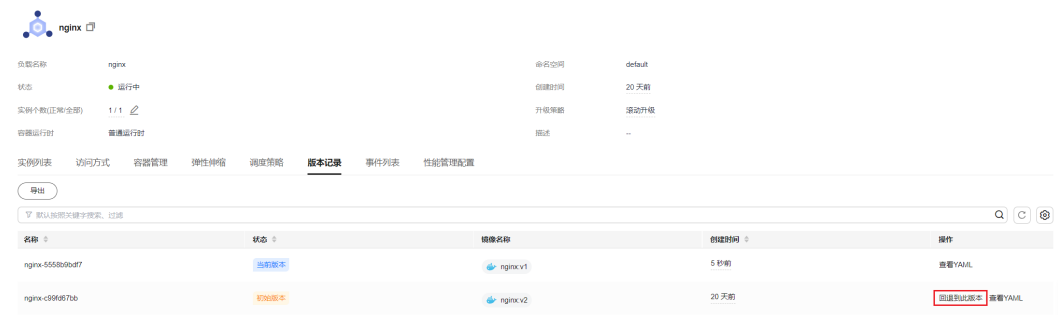 nginx
负载名称 nginx 命名空间 default
状态 运行中 创建时间 20 天前
实例个数(正常/全部) 1 / 1 升级策略 滚动升级
容器运行时 普通运行时 描述 --
实例列表 访问方式 容器管理 弹性伸缩 调度策略 版本记录 事件列表 性能管理配置
导出
默认按照关键字搜索、过滤
名称 状态 镜像名称 创建时间 操作
nginx-5558b9bdf7 当前版本 nginx:v1 5 秒前 查看YAML
nginx-c99fd67bb 初始版本 nginx:v2 20 天前 回退到此版本 查看YAML